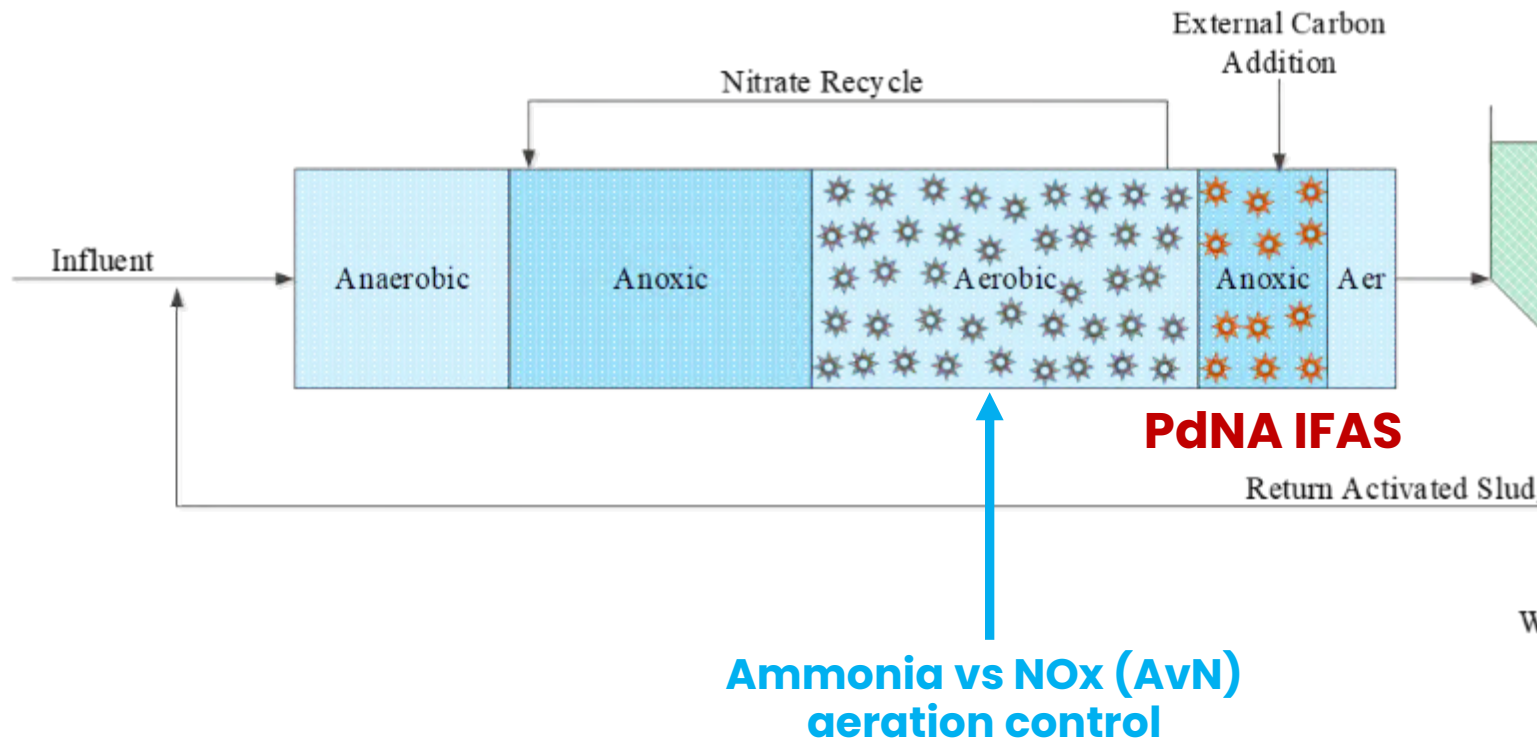 External Carbon
Addition
Nitrate Recycle
Influent
Anaerobic
Anoxic
Aerobic
Anoxic
Aer
PdNA IFAS
Return Activated Slud
Ammonia vs NOx (AvN)
aeration control